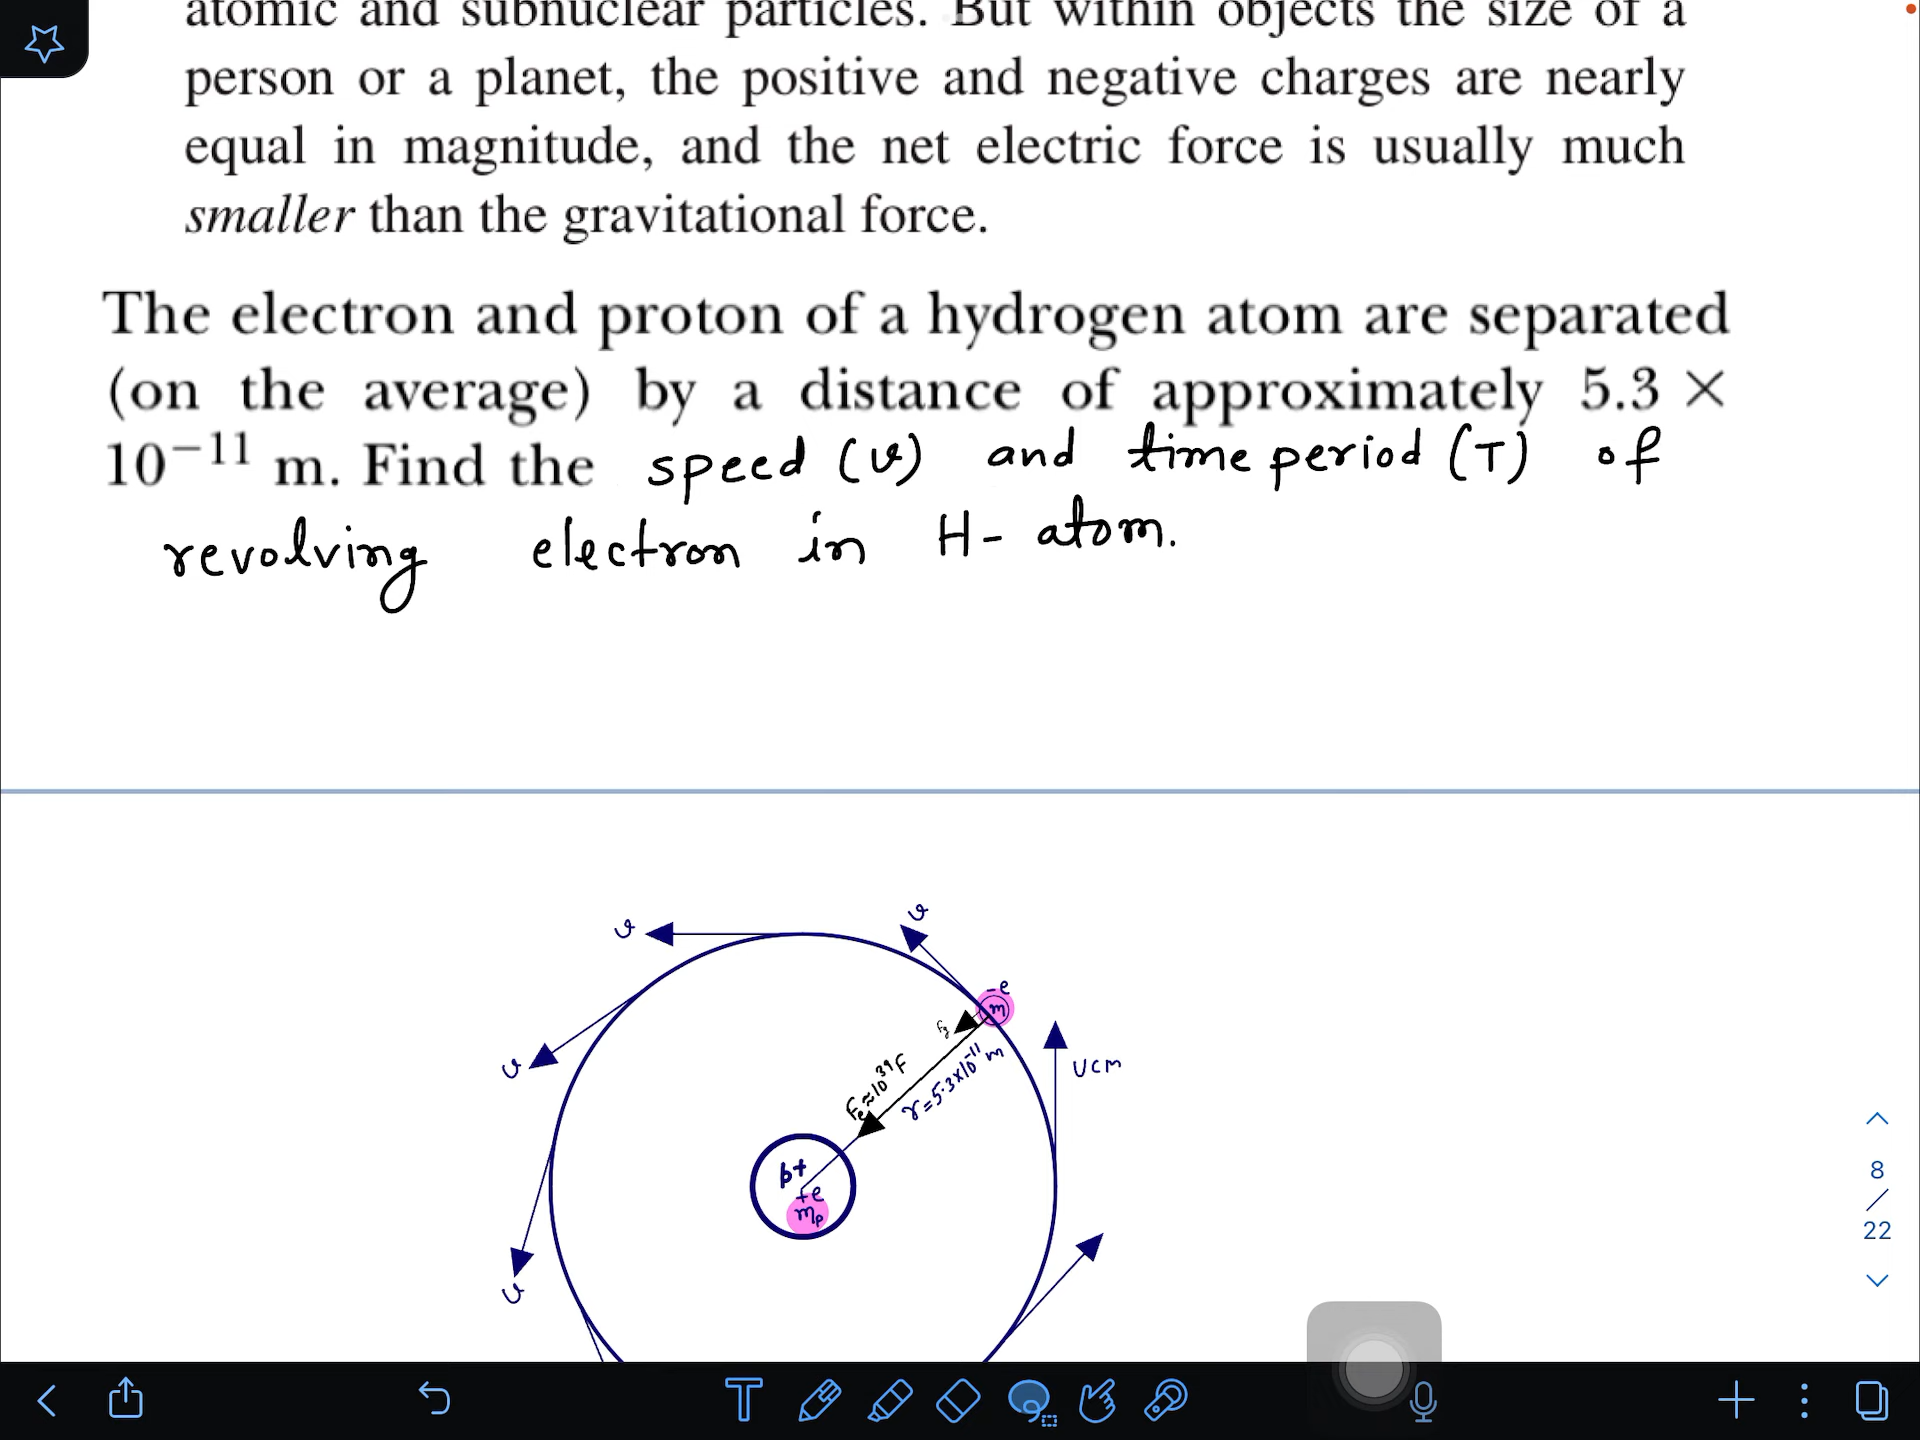 atomic and subnuclear particles. But within objects the size of a
person or a planet, the positive and negative charges are nearly
equal in magnitude, and the net electric force is usually much
smaller than the gravitational force.
The electron and proton of a hydrogen atom are separated
(on the average) by a distance of approximately 5.3 ×
10⁻¹¹ m. Find the speed (v) and time period (T) of
revolving electron in H- atom.
v
v
-e
m
Fg
v
Fe≈10³⁹F
r=5.3×10⁻¹¹m
UCM
p+
+e
mp
v
8
/
22
T